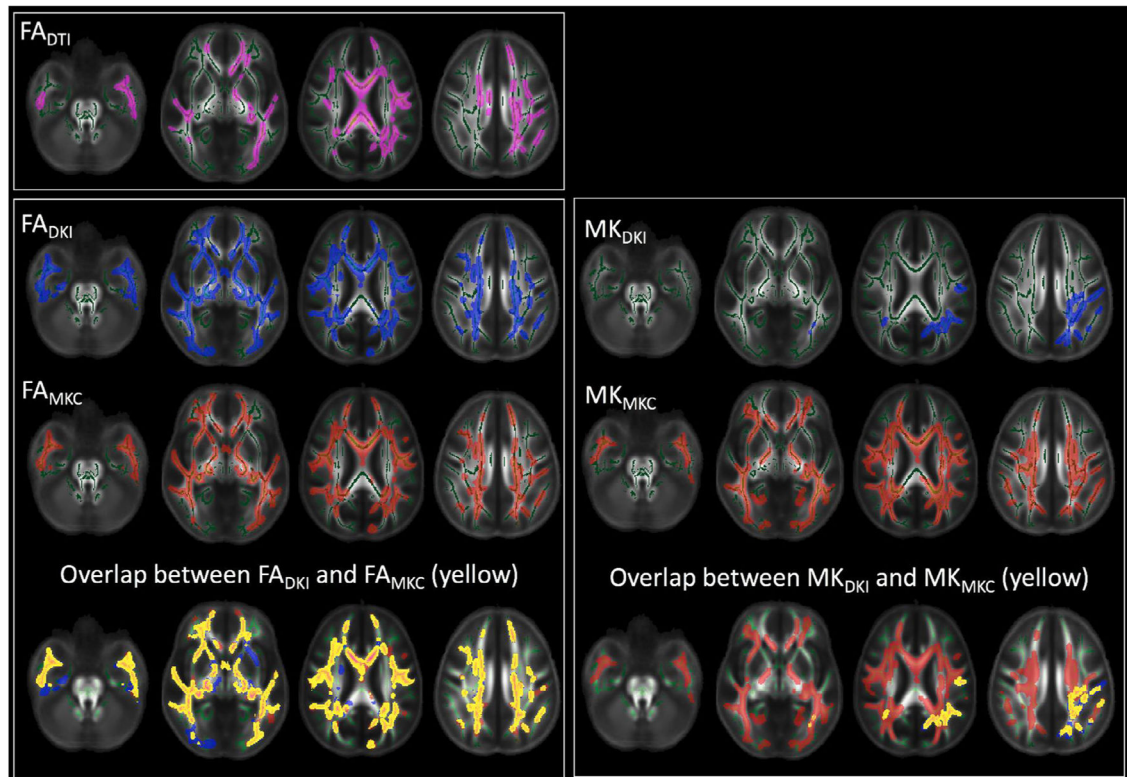 FA_DTI
FA_DKI
MK_DKI
FA_MKC
MK_MKC
Overlap between FA_DKI and FA_MKC (yellow)
Overlap between MK_DKI and MK_MKC (yellow)